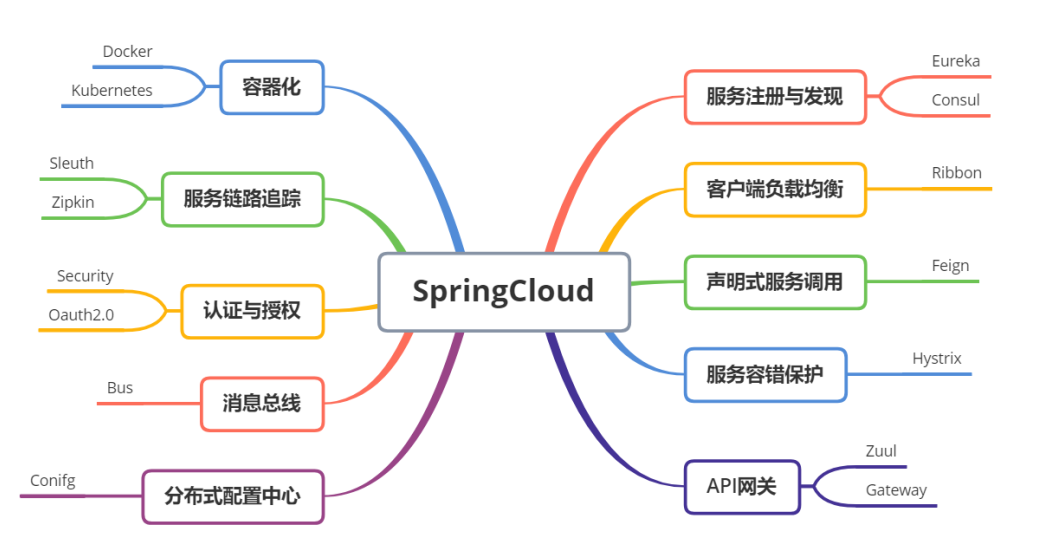 SpringCloud
服务注册与发现
Eureka
Consul
客户端负载均衡
Ribbon
声明式服务调用
Feign
服务容错保护
Hystrix
API网关
Zuul
Gateway
容器化
Docker
Kubernetes
服务链路追踪
Sleuth
Zipkin
认证与授权
Security
Oauth2.0
消息总线
Bus
分布式配置中心
Conifg